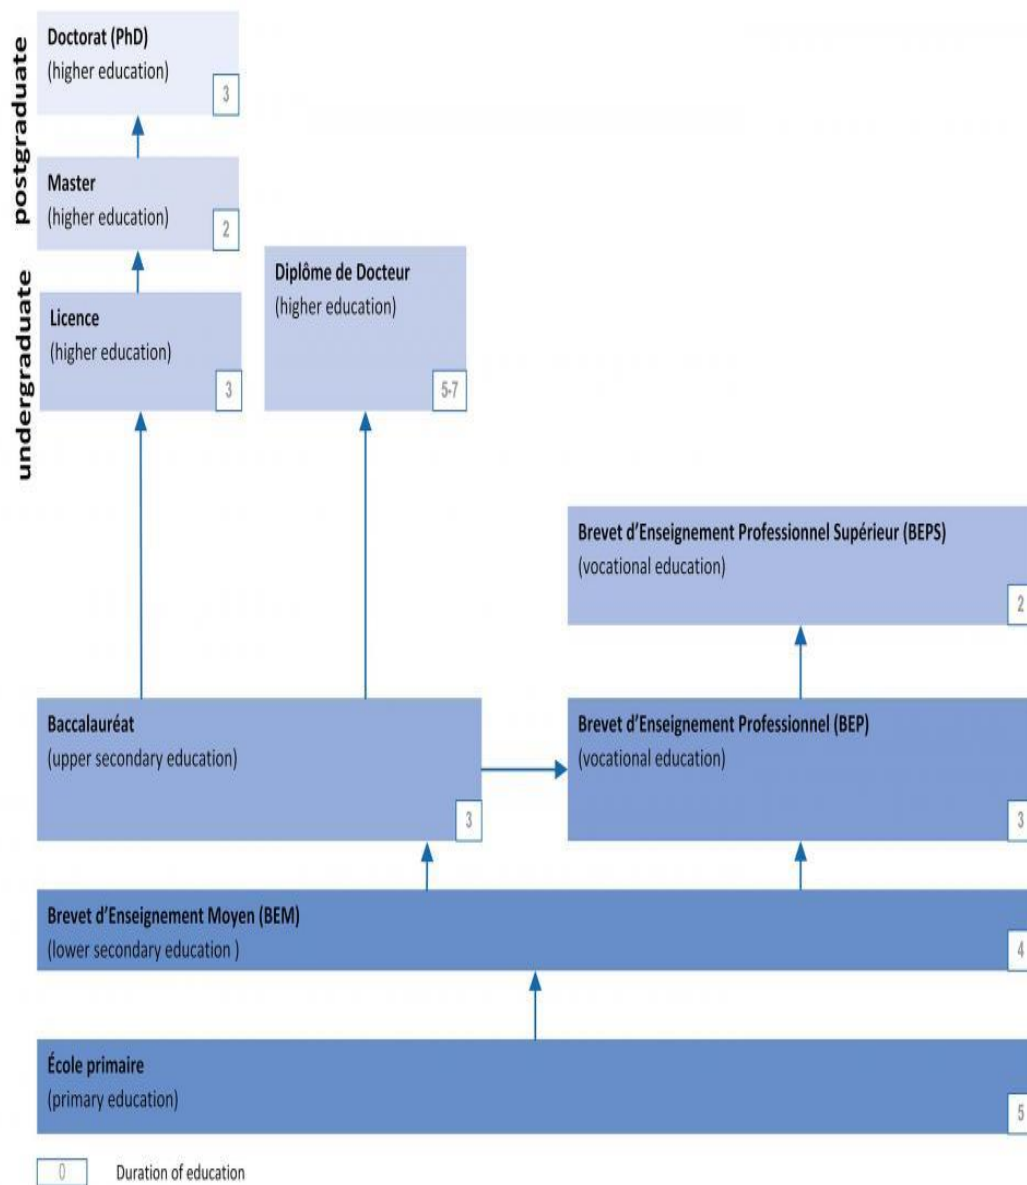 postgraduate
Doctorat (PhD)
(higher education)
3
Master
(higher education)
2
undergraduate
Licence
(higher education)
3
Diplôme de Docteur
(higher education)
5-7
Brevet d’Enseignement Professionnel Supérieur (BEPS)
(vocational education)
2
Baccalauréat
(upper secondary education)
3
Brevet d’Enseignement Professionnel (BEP)
(vocational education)
3
Brevet d’Enseignement Moyen (BEM)
(lower secondary education )
4
École primaire
(primary education)
5
0 Duration of education